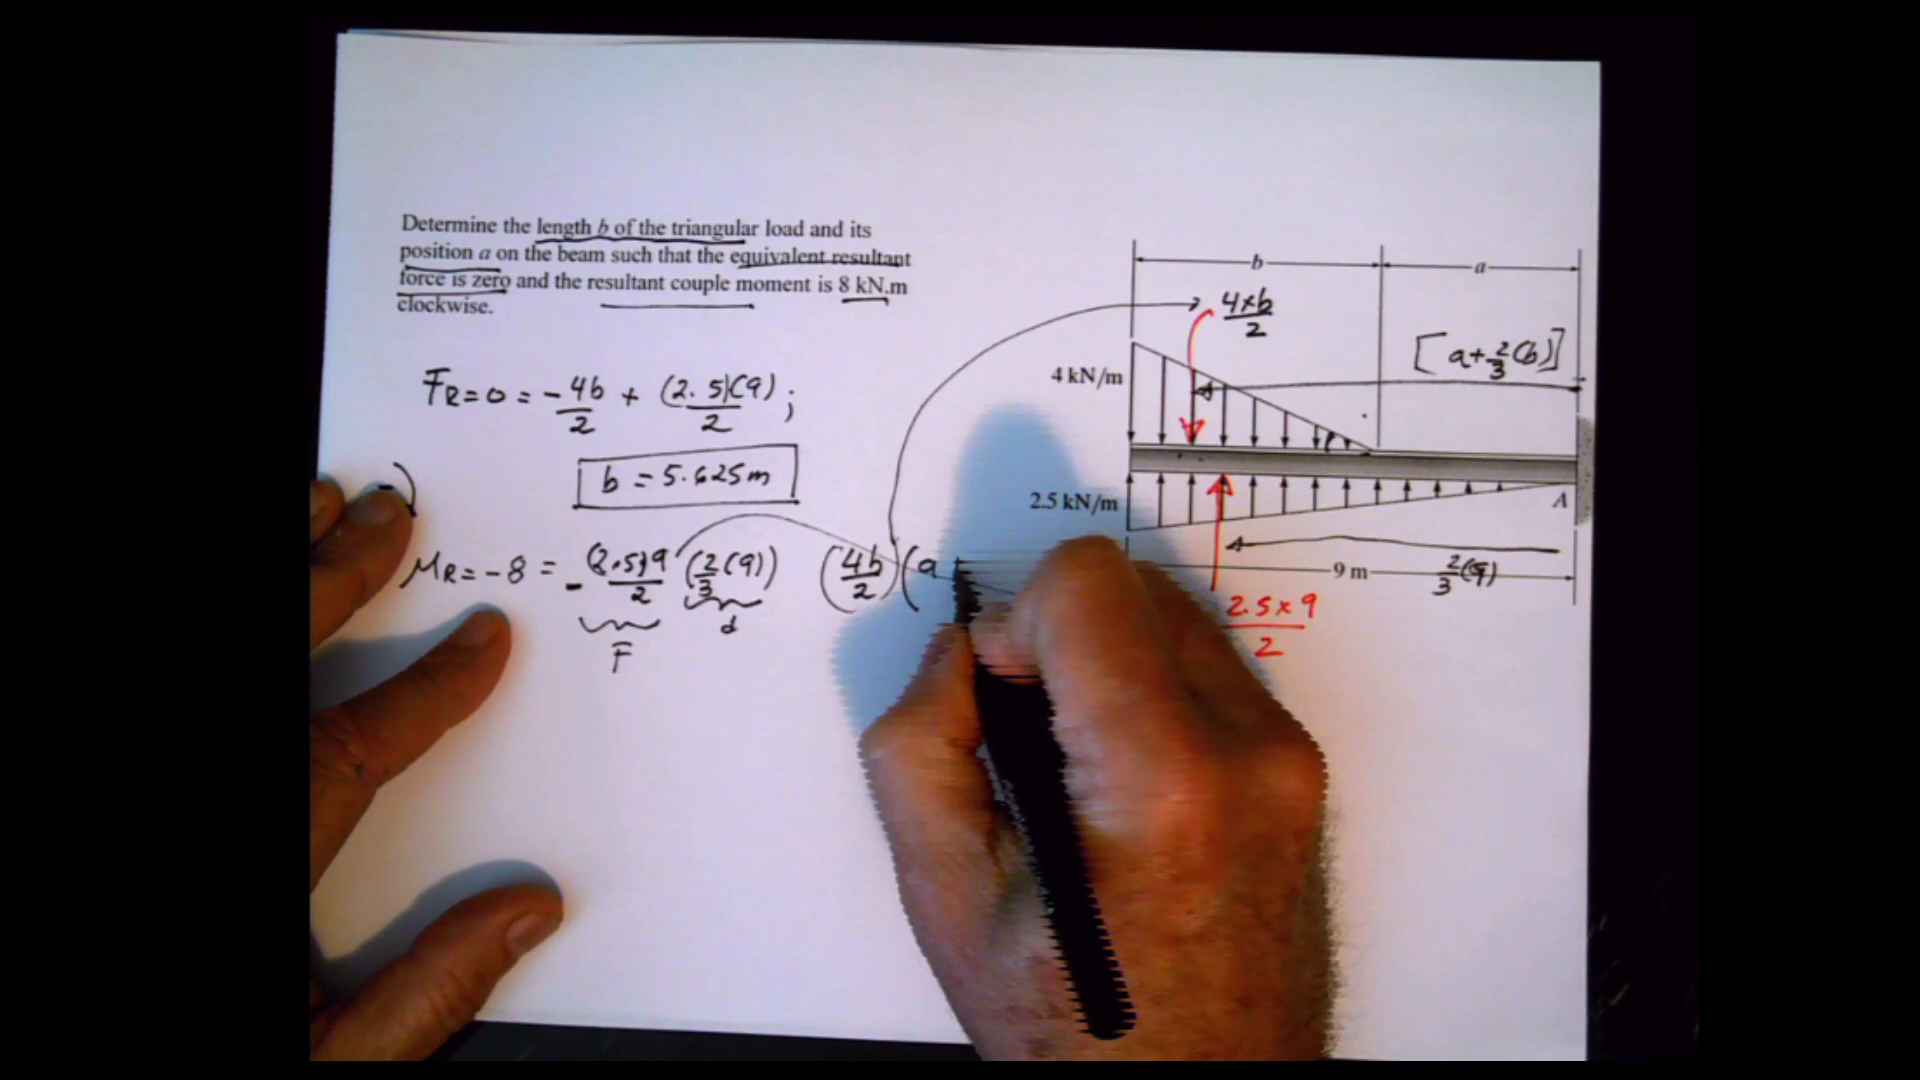 Determine the length b of the triangular load and its
position a on the beam such that the equivalent resultant
force is zero and the resultant couple moment is 8 kN.m
clockwise.
F_R = 0 = -4b/2 + (2.5)(9)/2 ;
b = 5.625m
M_R = -8 = -(2.5)9/2 (2/3(9)) (4b/2)(a
F
d
b
a
4×b/2
[a+2/3(b)]
4 kN/m
2.5 kN/m
A
9 m
2/3(9)
2.5×9/2